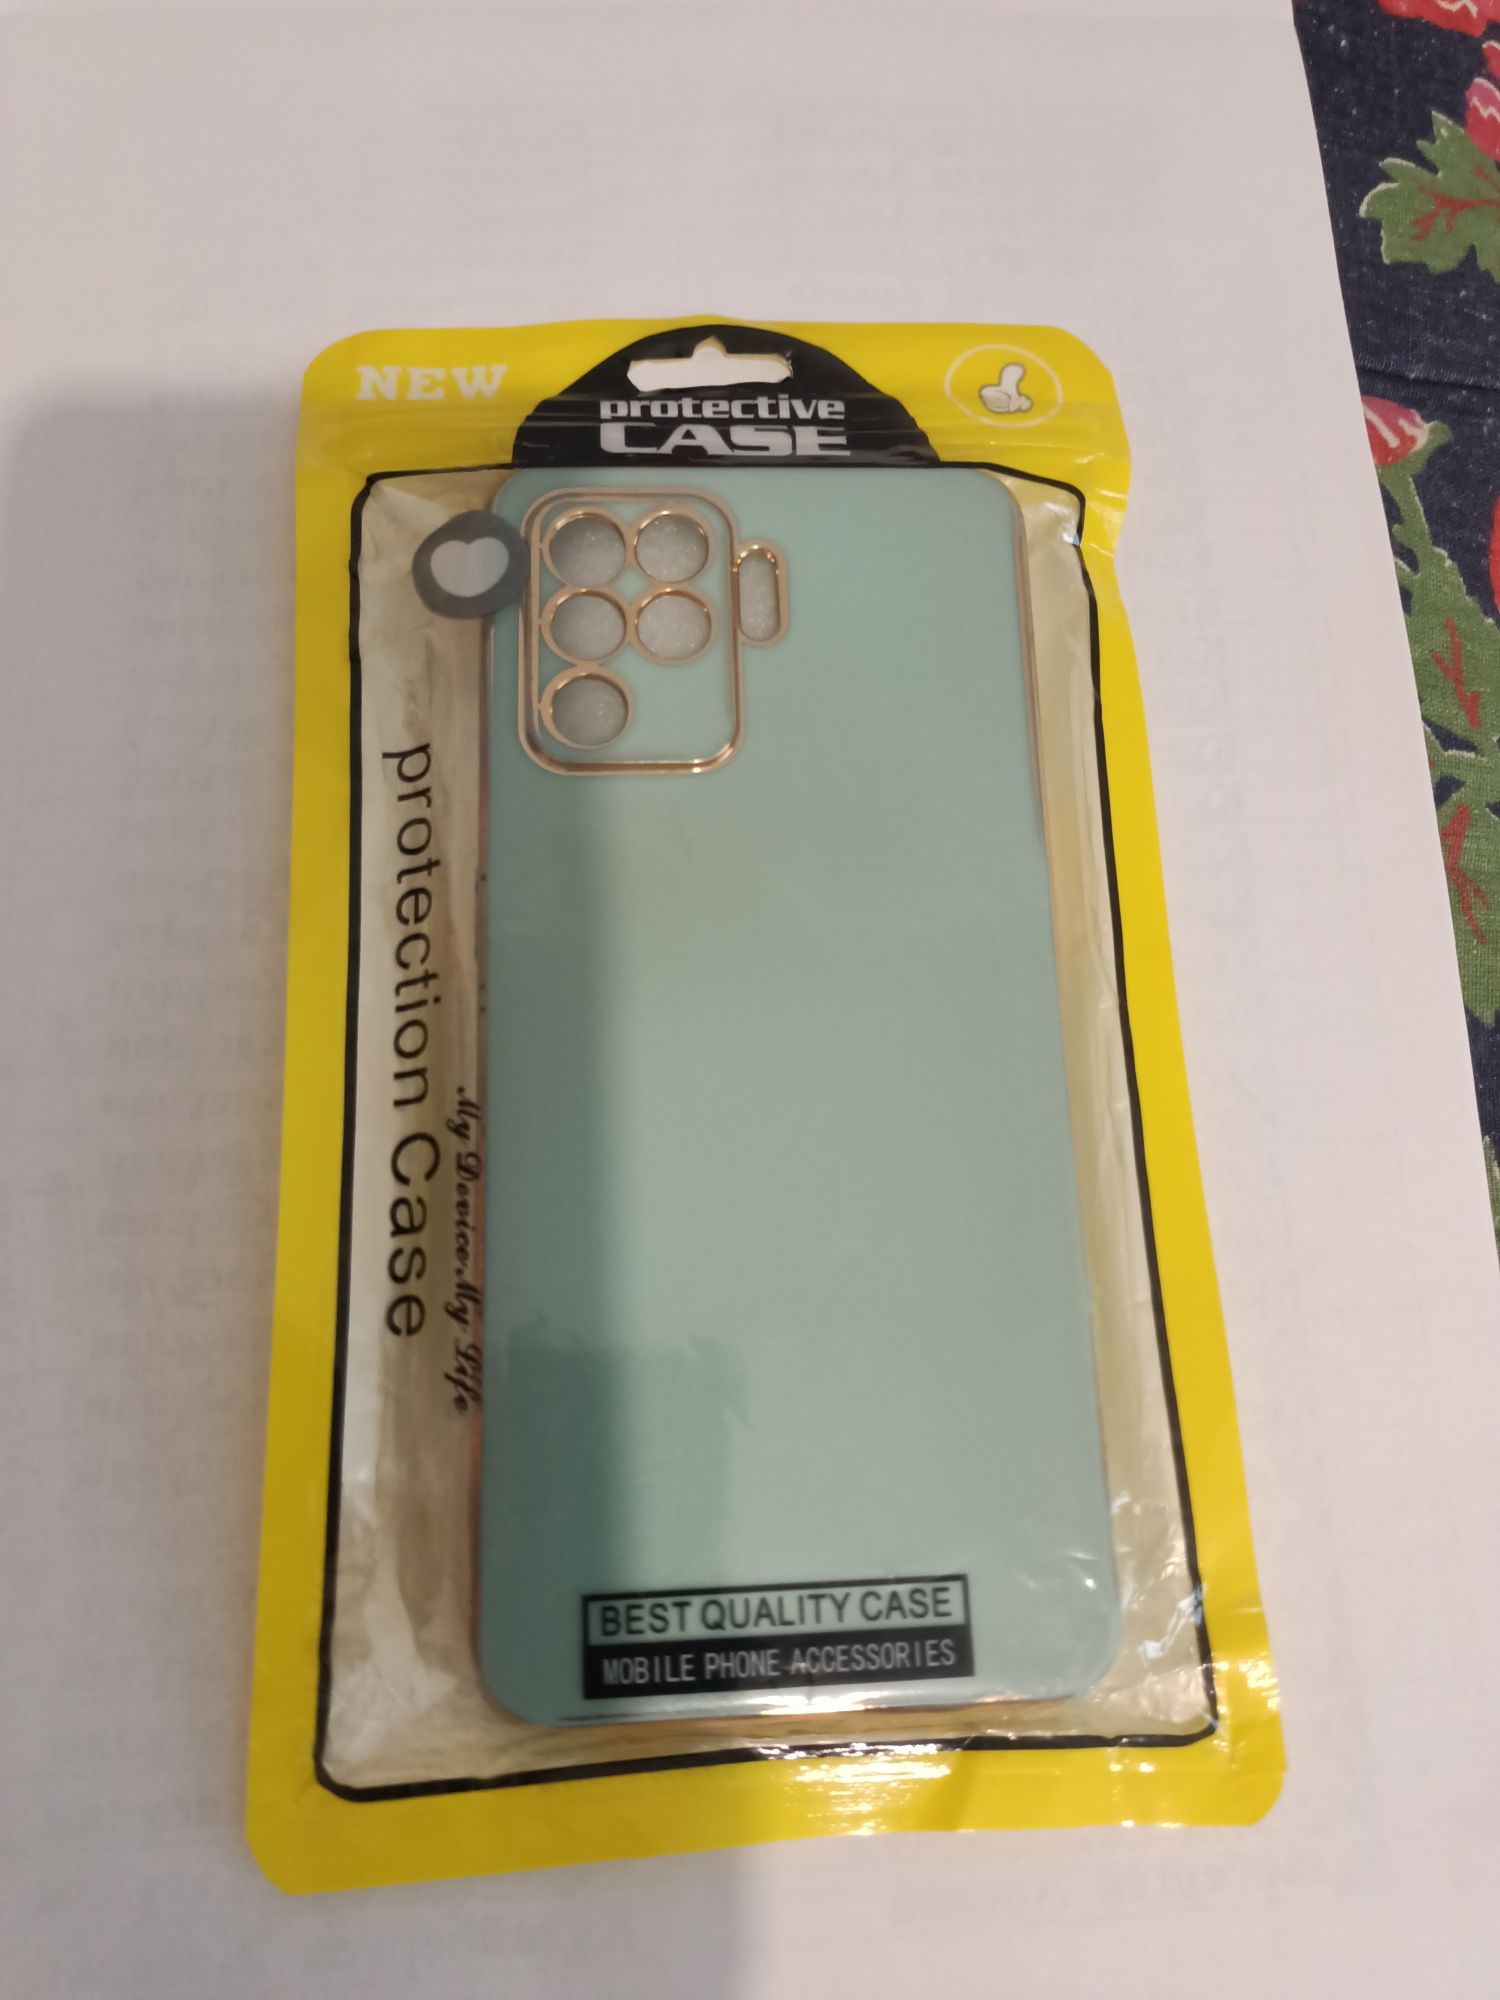 NEW
protective
CASE
protection Case
My Device My Life
BEST QUALITY CASE
MOBILE PHONE ACCESSORIES